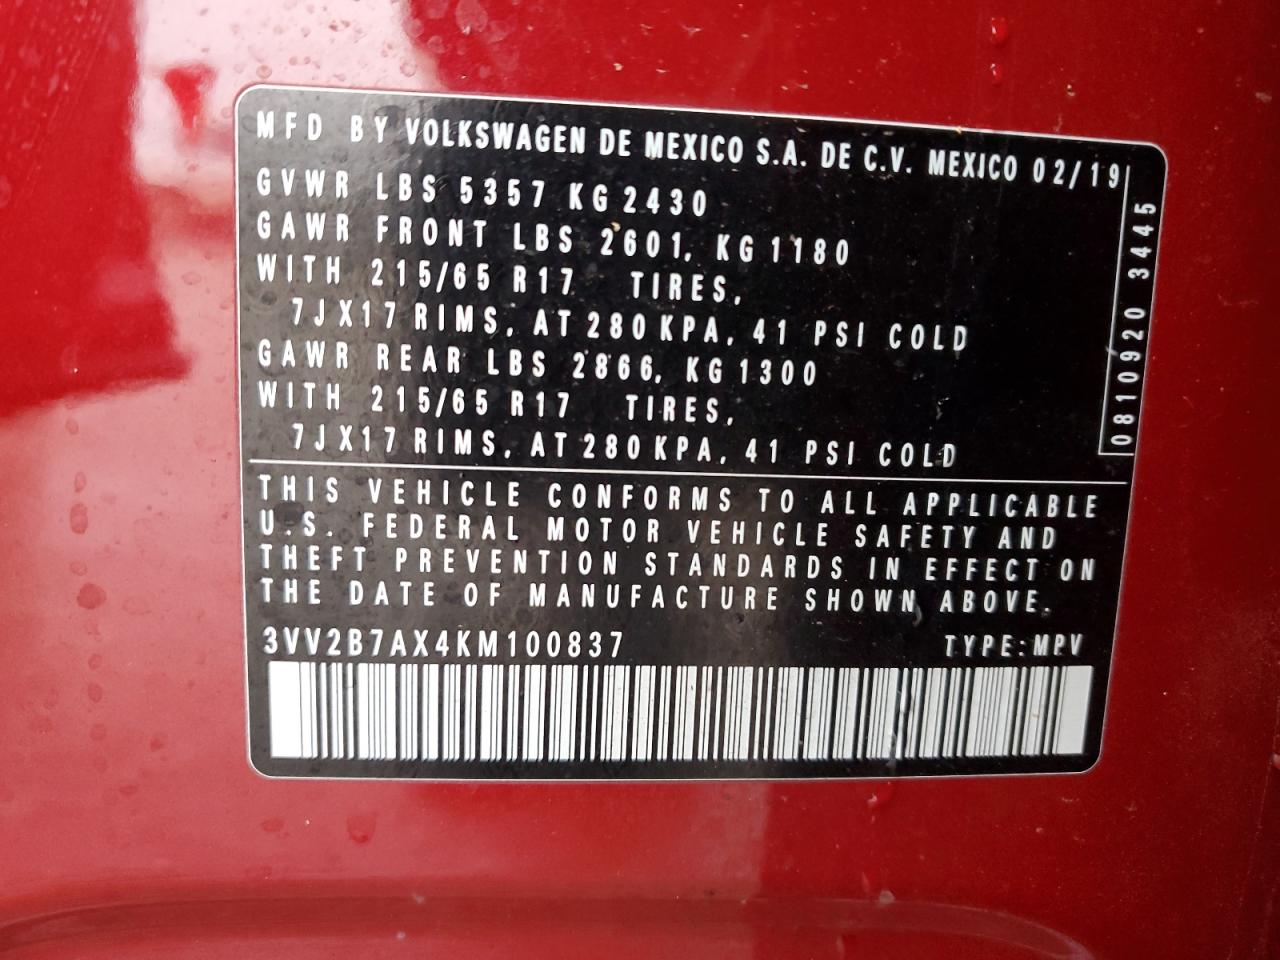 MFD BY VOLKSWAGEN DE MEXICO S.A. DE C.V. MEXICO 02/19
GVWR LBS 5357 KG 2430
GAWR FRONT LBS 2601, KG 1180
WITH 215/65 R17 TIRES,
7JX17 RIMS, AT 280 KPA, 41 PSI COLD
GAWR REAR LBS 2866, KG 1300
WITH 215/65 R17 TIRES,
7JX17 RIMS, AT 280 KPA, 41 PSI COLD
0810920 3445
THIS VEHICLE CONFORMS TO ALL APPLICABLE
U.S. FEDERAL MOTOR VEHICLE SAFETY AND
THEFT PREVENTION STANDARDS IN EFFECT ON
THE DATE OF MANUFACTURE SHOWN ABOVE.
3VV2B7AX4KM100837 TYPE: MPV